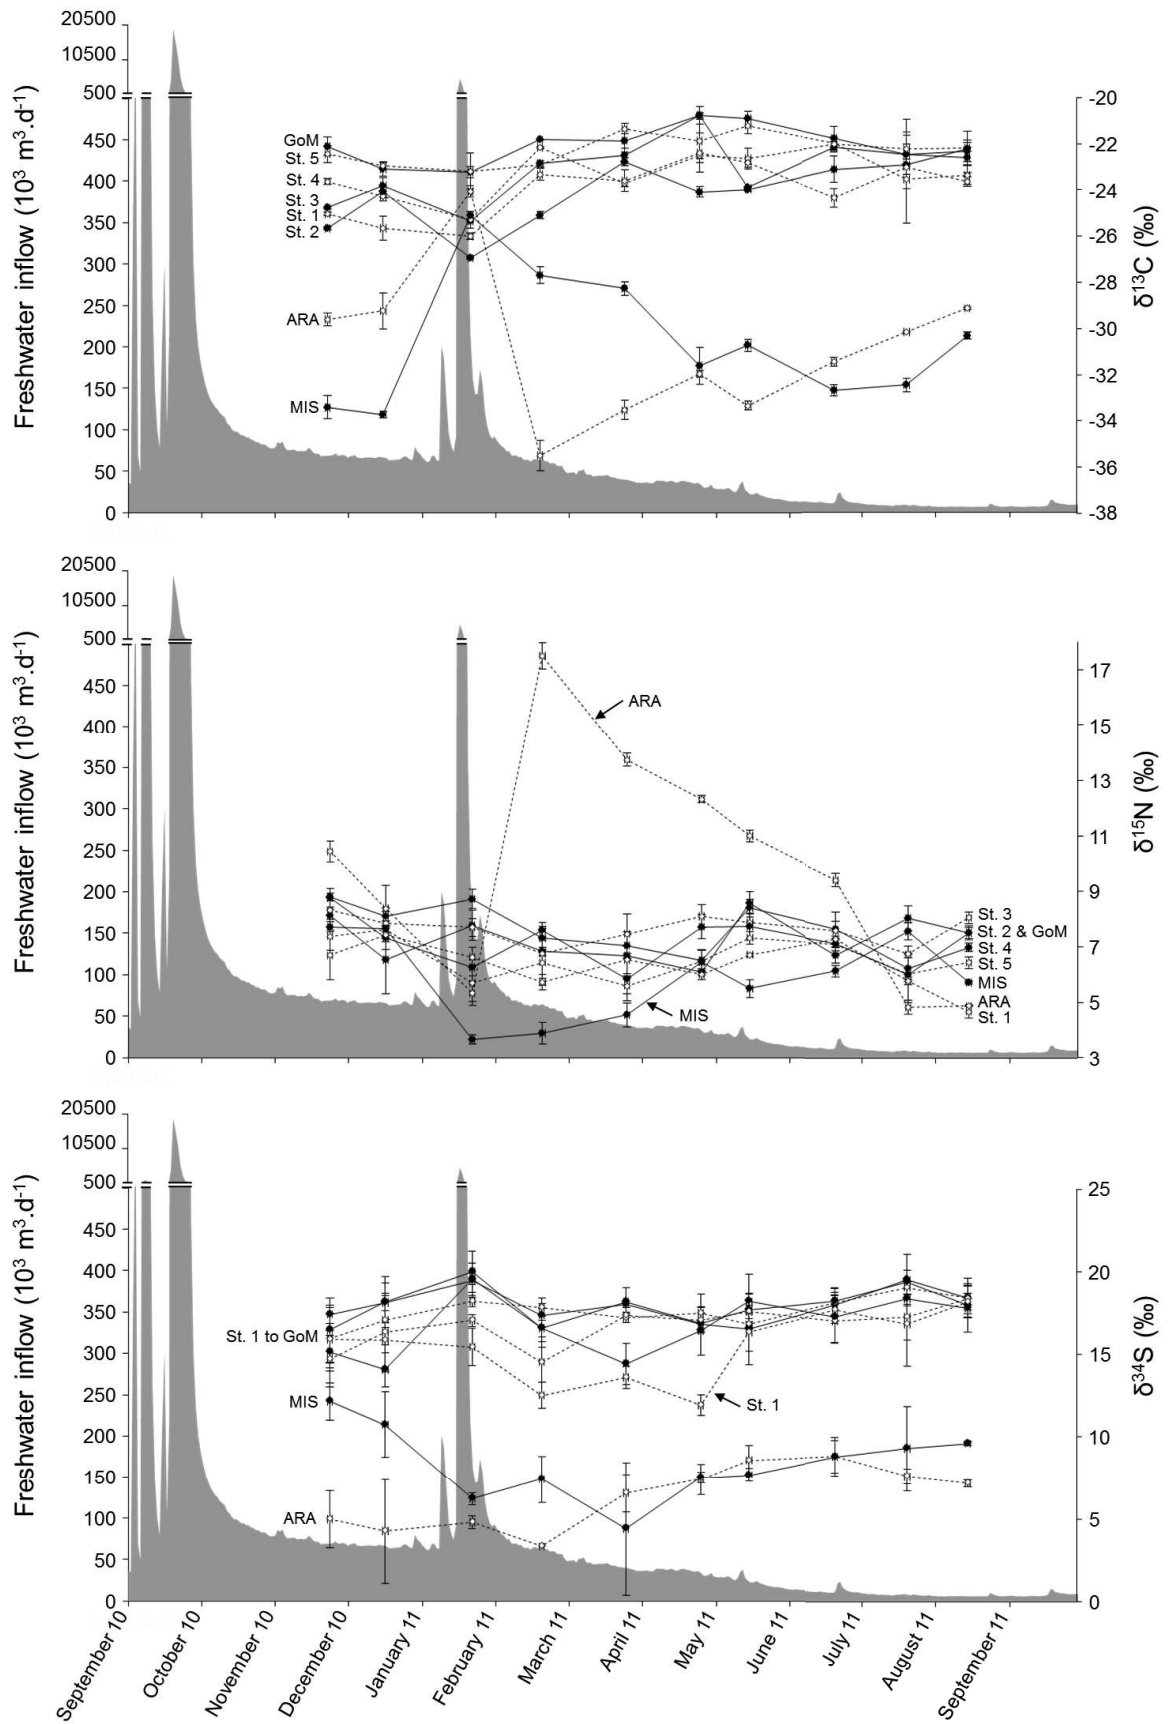 20500
10500
500
450
400
350
300
250
200
150
100
50
0
Freshwater inflow (10³ m³.d⁻¹)
GoM
St. 5
St. 4
St. 3
St. 1
St. 2
ARA
MIS
-20
-22
-24
-26
-28
-30
-32
-34
-36
-38
δ¹³C (‰)
20500
10500
500
450
400
350
300
250
200
150
100
50
0
Freshwater inflow (10³ m³.d⁻¹)
ARA
MIS
St. 3
St. 2 & GoM
St. 4
St. 5
MIS
ARA
St. 1
17
15
13
11
9
7
5
3
δ¹⁵N (‰)
20500
10500
500
450
400
350
300
250
200
150
100
50
0
Freshwater inflow (10³ m³.d⁻¹)
St. 1 to GoM
MIS
ARA
St. 1
25
20
15
10
5
0
δ³⁴S (‰)
September 10
October 10
November 10
December 10
January 11
February 11
March 11
April 11
May 11
June 11
July 11
August 11
September 11